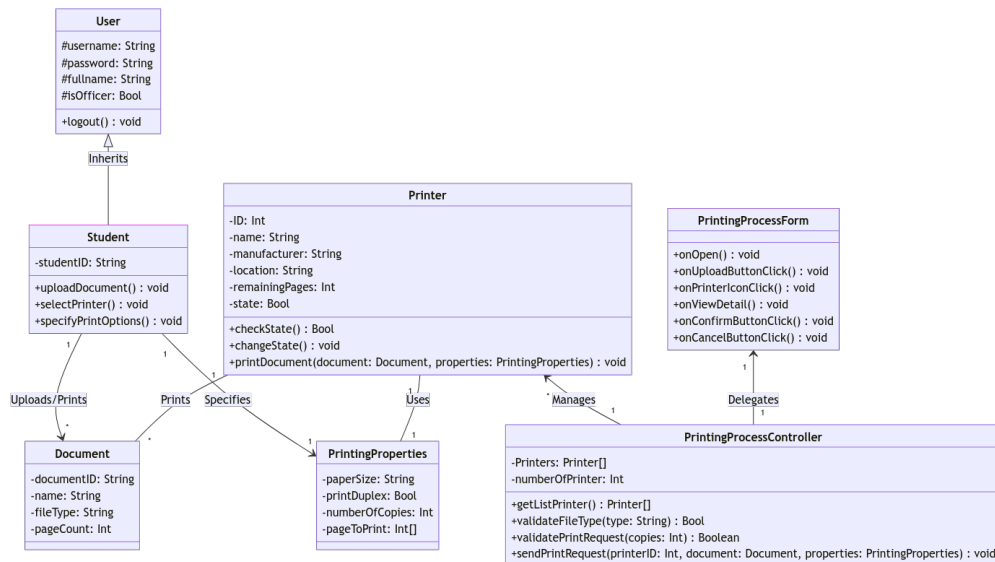 User
#username: String
#password: String
#fullname: String
#isOfficer: Bool
+logout() : void
Inherits
Student
-studentID: String
+uploadDocument() : void
+selectPrinter() : void
+specifyPrintOptions() : void
Printer
-ID: Int
-name: String
-manufacturer: String
-location: String
-remainingPages: Int
-state: Bool
+checkState() : Bool
+changeState() : void
+printDocument(document: Document, properties: PrintingProperties) : void
PrintingProcessForm
+onOpen() : void
+onUploadButtonClick() : void
+onPrinterIconClick() : void
+onViewDetail() : void
+onConfirmButtonClick() : void
+onCancelButtonClick() : void
1
1
1
1
*
1
Uploads/Prints
Prints
Specifies
Uses
Manages
Delegates
*
*
1
1
1
1
Document
-documentID: String
-name: String
-fileType: String
-pageCount: Int
PrintingProperties
-paperSize: String
-printDuplex: Bool
-numberOfCopies: Int
-pageToPrint: Int[]
PrintingProcessController
-Printers: Printer[]
-numberOfPrinter: Int
+getListPrinter() : Printer[]
+validateFileType(type: String) : Bool
+validatePrintRequest(copies: Int) : Boolean
+sendPrintRequest(printerID: Int, document: Document, properties: PrintingProperties) : void